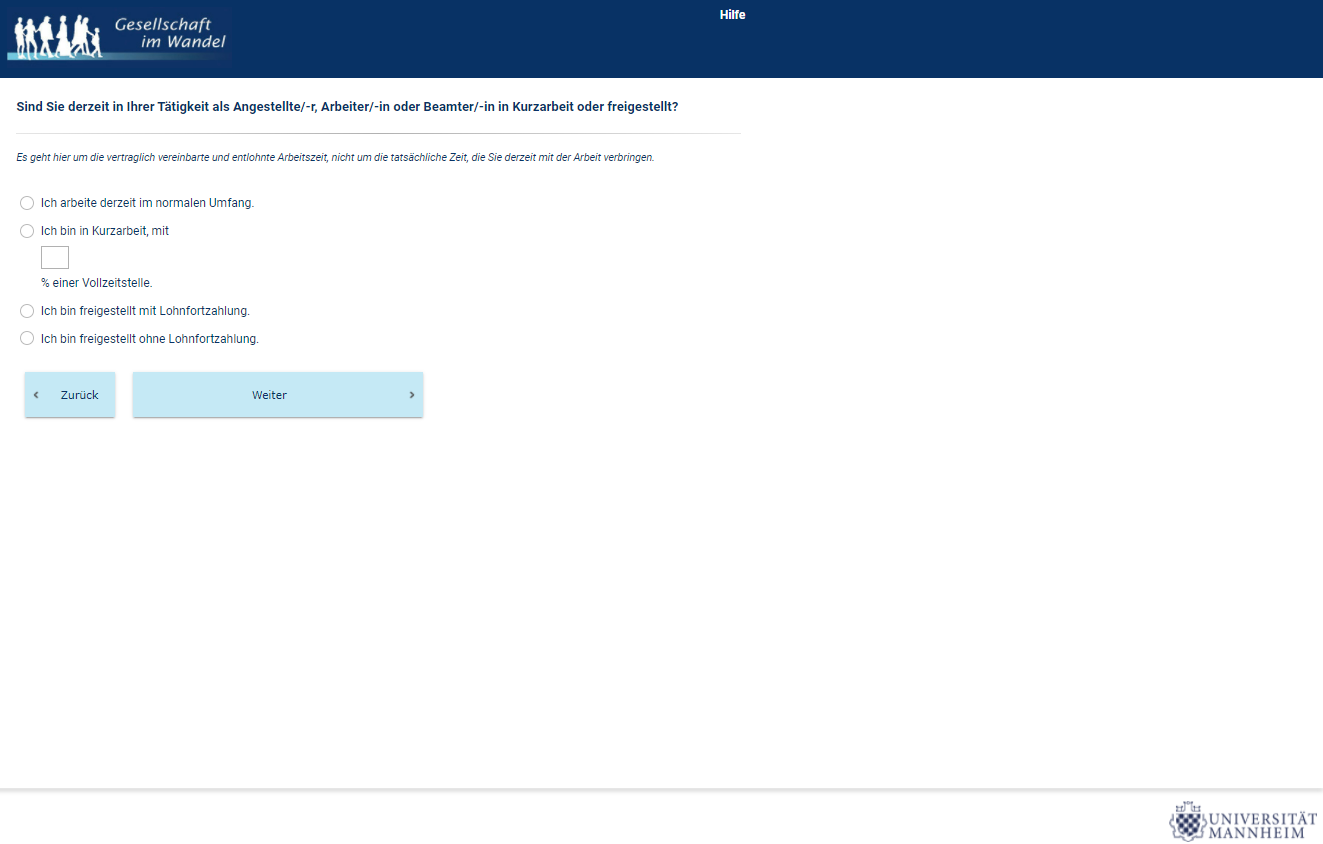 Gesellschaft
im Wandel
Hilfe
Sind Sie derzeit in Ihrer Tätigkeit als Angestellte/-r, Arbeiter/-in oder Beamter/-in in Kurzarbeit oder freigestellt?
Es geht hier um die vertraglich vereinbarte und entlohnte Arbeitszeit, nicht um die tatsächliche Zeit, die Sie derzeit mit der Arbeit verbringen.
Ich arbeite derzeit im normalen Umfang.
Ich bin in Kurzarbeit, mit
% einer Vollzeitstelle.
Ich bin freigestellt mit Lohnfortzahlung.
Ich bin freigestellt ohne Lohnfortzahlung.
Zurück
Weiter
UNIVERSITÄT
MANNHEIM